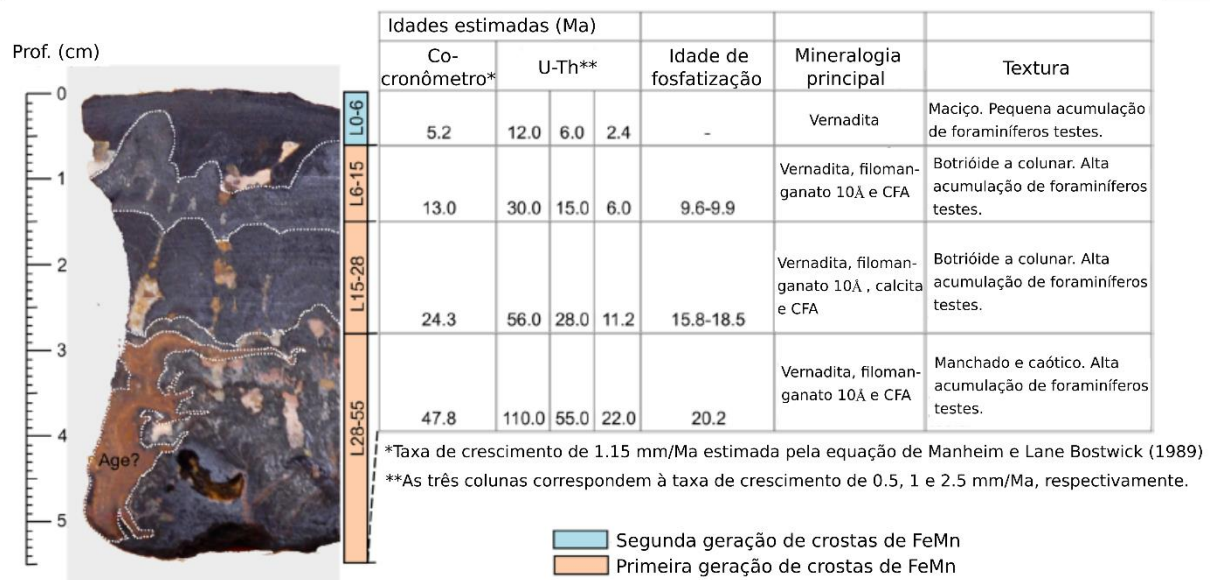 Idades estimadas (Ma)
Prof. (cm)
Co-
cronômetro*
U-Th**
Idade de
fosfatização
Mineralogia
principal
Textura
0
L0-6
5.2
12.0
6.0
2.4
-
Vernadita
Maciço. Pequena acumulação
de foraminíferos testes.
1
L6-15
13.0
30.0
15.0
6.0
9.6-9.9
Vernadita, filoman-
ganato 10Å e CFA
Botrióide a colunar. Alta
acumulação de foraminíferos
testes.
2
L15-28
24.3
56.0
28.0
11.2
15.8-18.5
Vernadita, filoman-
ganato 10Å , calcita
e CFA
Botrióide a colunar. Alta
acumulação de foraminíferos
testes.
3
4
5
Age?
L28-55
47.8
110.0
55.0
22.0
20.2
Vernadita, filoman-
ganato 10Å e CFA
Manchado e caótico. Alta
acumulação de foraminíferos
testes.
*Taxa de crescimento de 1.15 mm/Ma estimada pela equação de Manheim e Lane Bostwick (1989)
**As três colunas correspondem à taxa de crescimento de 0.5, 1 e 2.5 mm/Ma, respectivamente.
Segunda geração de crostas de FeMn
Primeira geração de crostas de FeMn